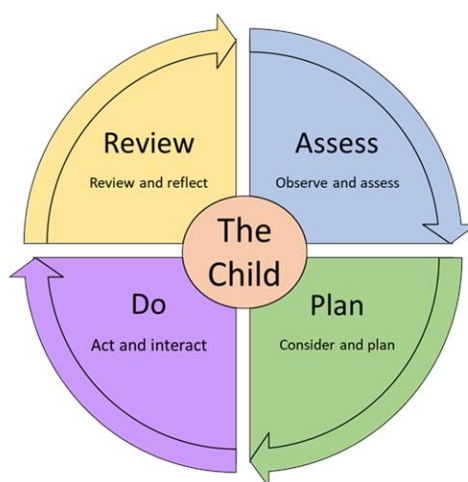 Review
Review and reflect
Assess
Observe and assess
The
Child
Do
Act and interact
Plan
Consider and plan